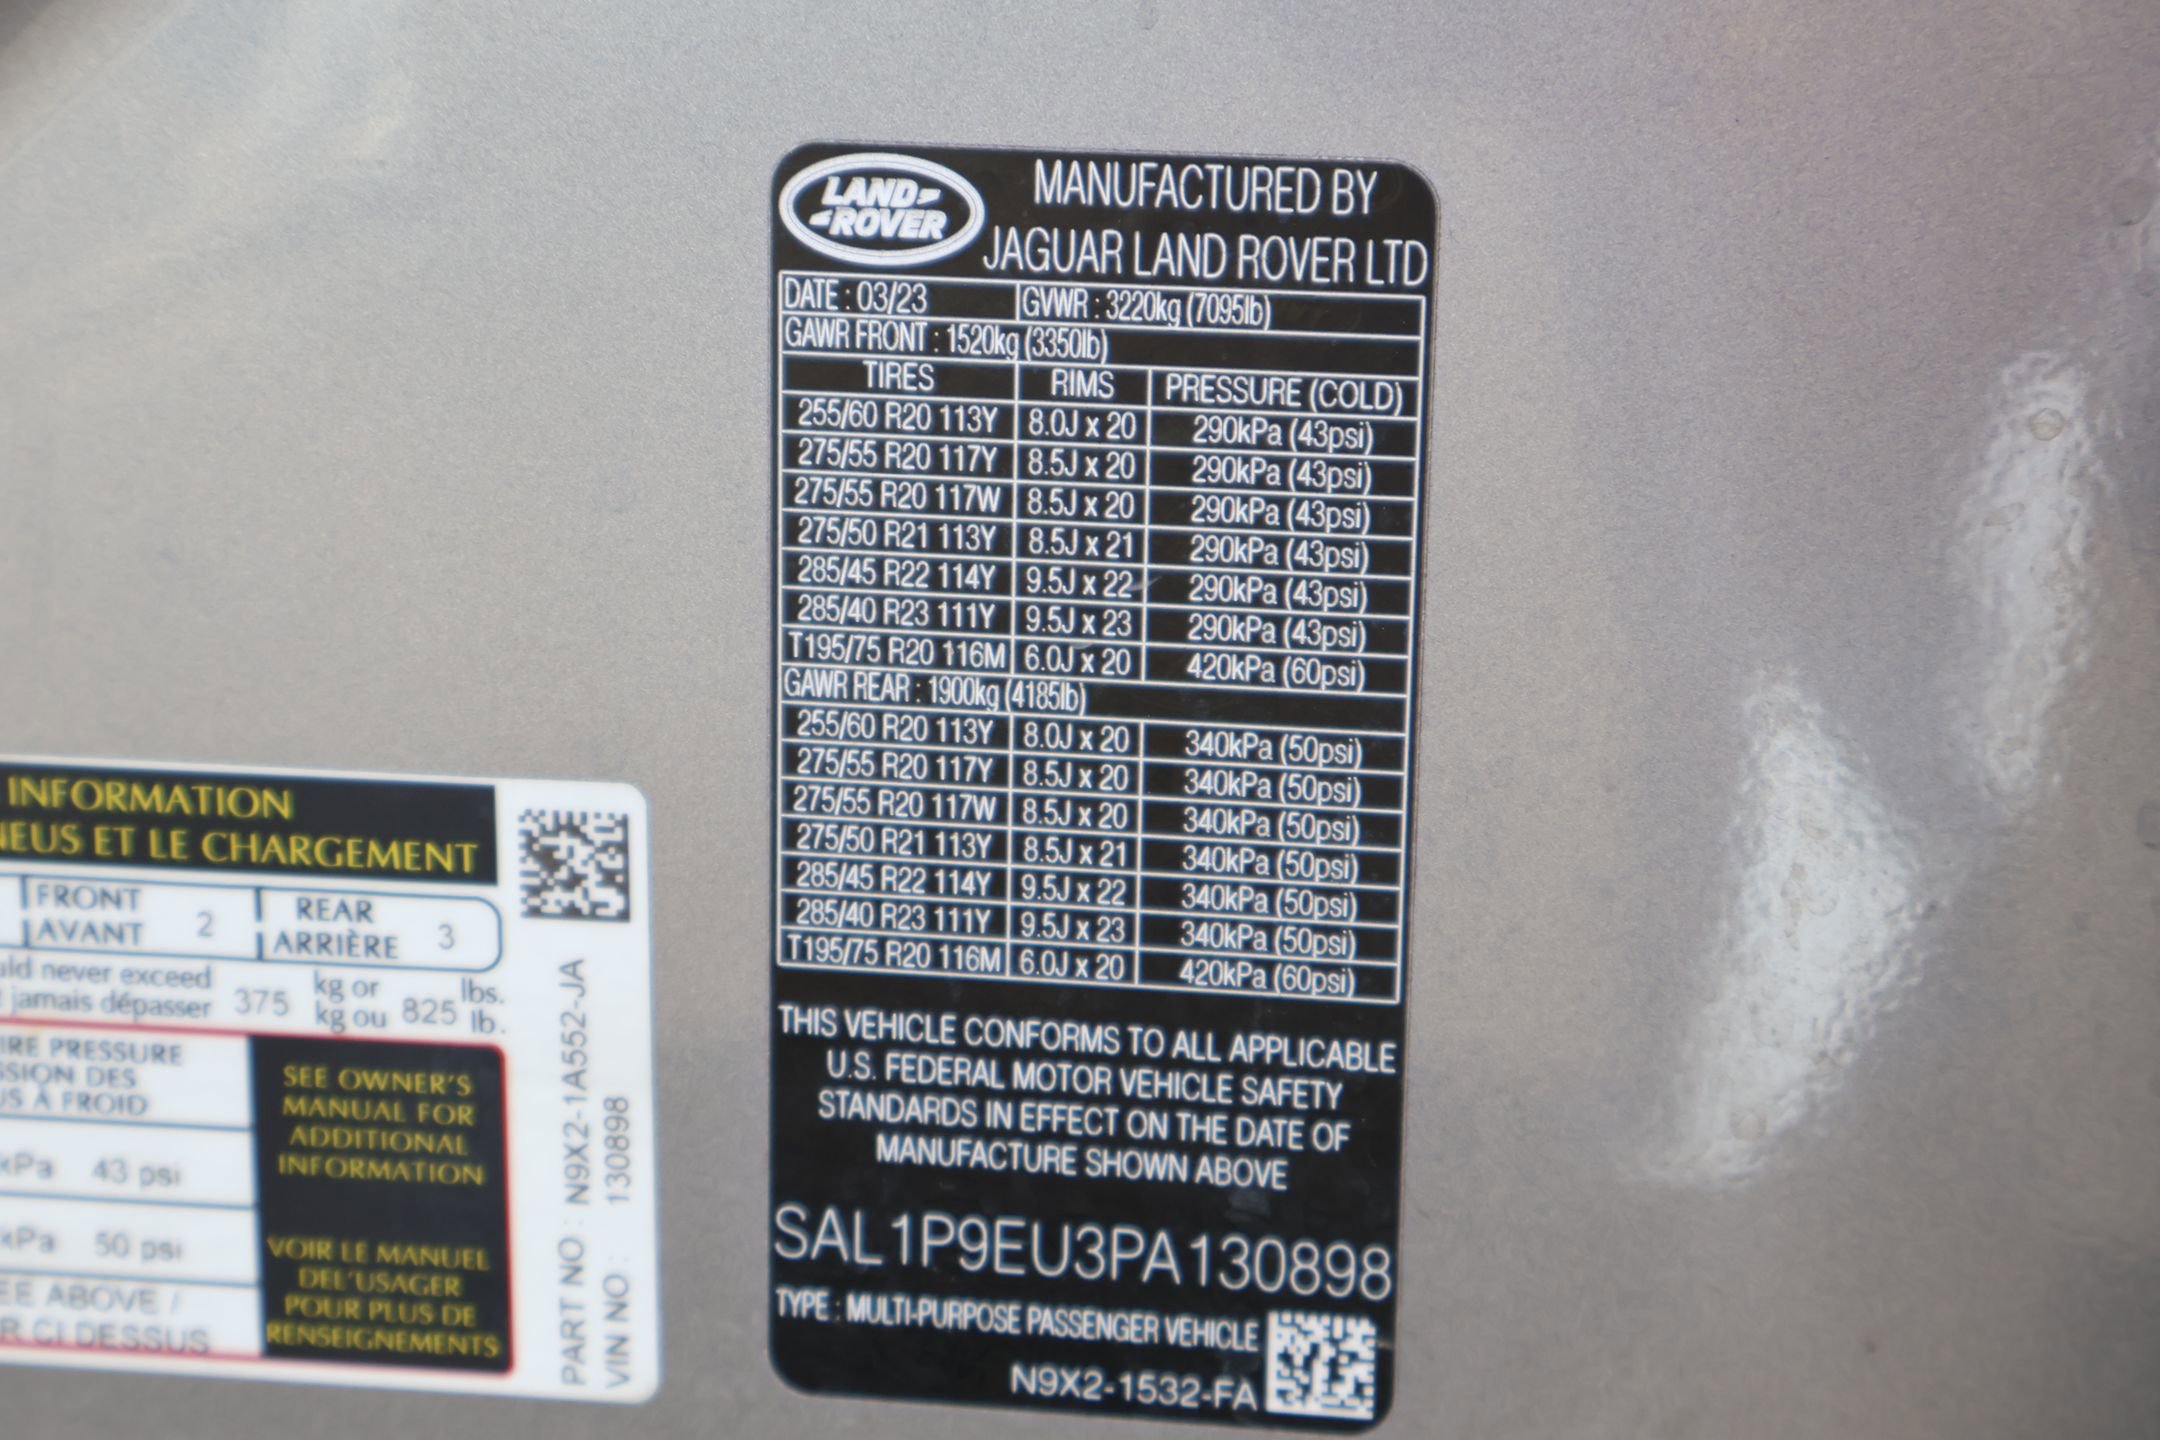 LAND
ROVER
MANUFACTURED BY
JAGUAR LAND ROVER LTD
DATE : 03/23 GVWR : 3220kg (7095lb)
GAWR FRONT : 1520kg (3350lb)
TIRES RIMS PRESSURE (COLD)
255/60 R20 113Y 8.0J x 20 290kPa (43psi)
275/55 R20 117Y 8.5J x 20 290kPa (43psi)
275/55 R20 117W 8.5J x 20 290kPa (43psi)
275/50 R21 113Y 8.5J x 21 290kPa (43psi)
285/45 R22 114Y 9.5J x 22 290kPa (43psi)
285/40 R23 111Y 9.5J x 23 290kPa (43psi)
T195/75 R20 116M 6.0J x 20 420kPa (60psi)
GAWR REAR : 1900kg (4185lb)
255/60 R20 113Y 8.0J x 20 340kPa (50psi)
275/55 R20 117Y 8.5J x 20 340kPa (50psi)
275/55 R20 117W 8.5J x 20 340kPa (50psi)
275/50 R21 113Y 8.5J x 21 340kPa (50psi)
285/45 R22 114Y 9.5J x 22 340kPa (50psi)
285/40 R23 111Y 9.5J x 23 340kPa (50psi)
T195/75 R20 116M 6.0J x 20 420kPa (60psi)
THIS VEHICLE CONFORMS TO ALL APPLICABLE
U.S. FEDERAL MOTOR VEHICLE SAFETY
STANDARDS IN EFFECT ON THE DATE OF
MANUFACTURE SHOWN ABOVE
SAL1P9EU3PA130898
TYPE : MULTI-PURPOSE PASSENGER VEHICLE
N9X2-1532-FA
INFORMATION
NEUS ET LE CHARGEMENT
FRONT 2 REAR 3
AVANT ARRIÈRE
uld never exceed 375 kg or 825 lbs.
jamais dépasser kg ou lb.
IRE PRESSURE
SSION DES
US À FROID
kPa 43 psi
kPa 50 psi
EE ABOVE /
R CI DESSUS
SEE OWNER'S
MANUAL FOR
ADDITIONAL
INFORMATION
VOIR LE MANUEL
DEL'USAGER
POUR PLUS DE
RENSEIGNEMENTS
PART NO : N9X2-1A552-JA
VIN NO : 130898